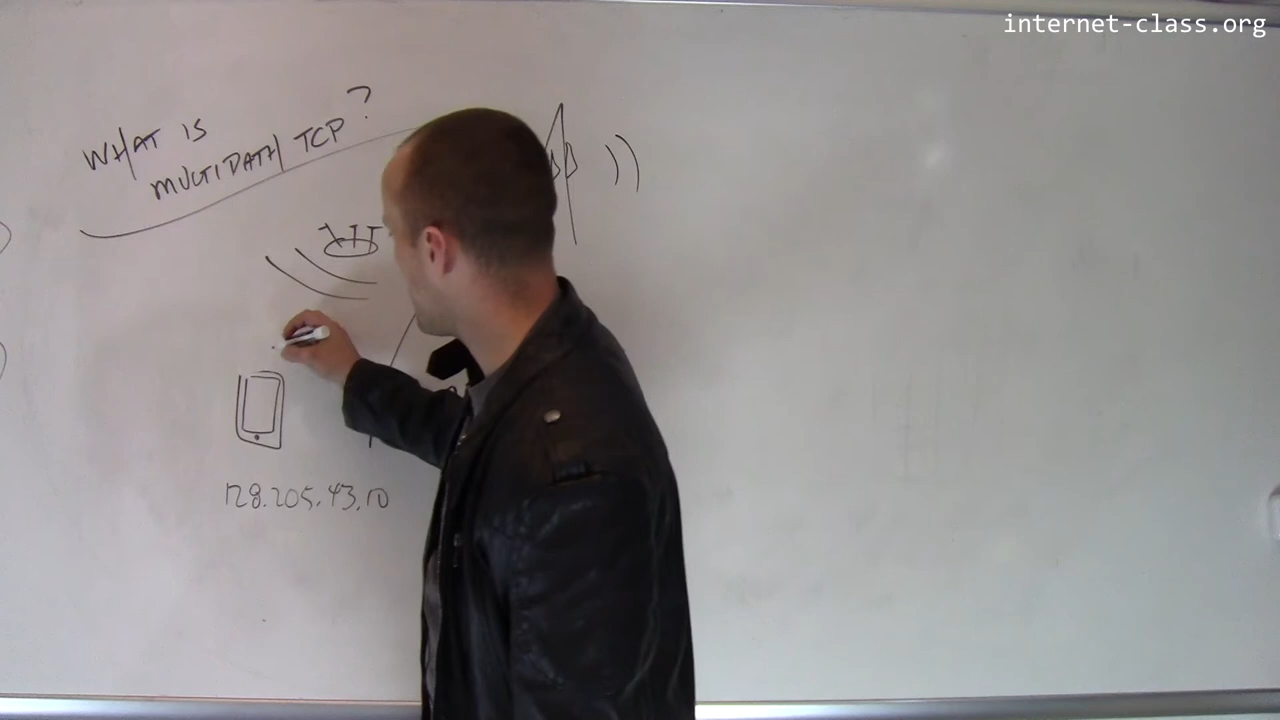 internet-class.org
WHAT IS
MULTIPATH TCP?
128.205.43.10